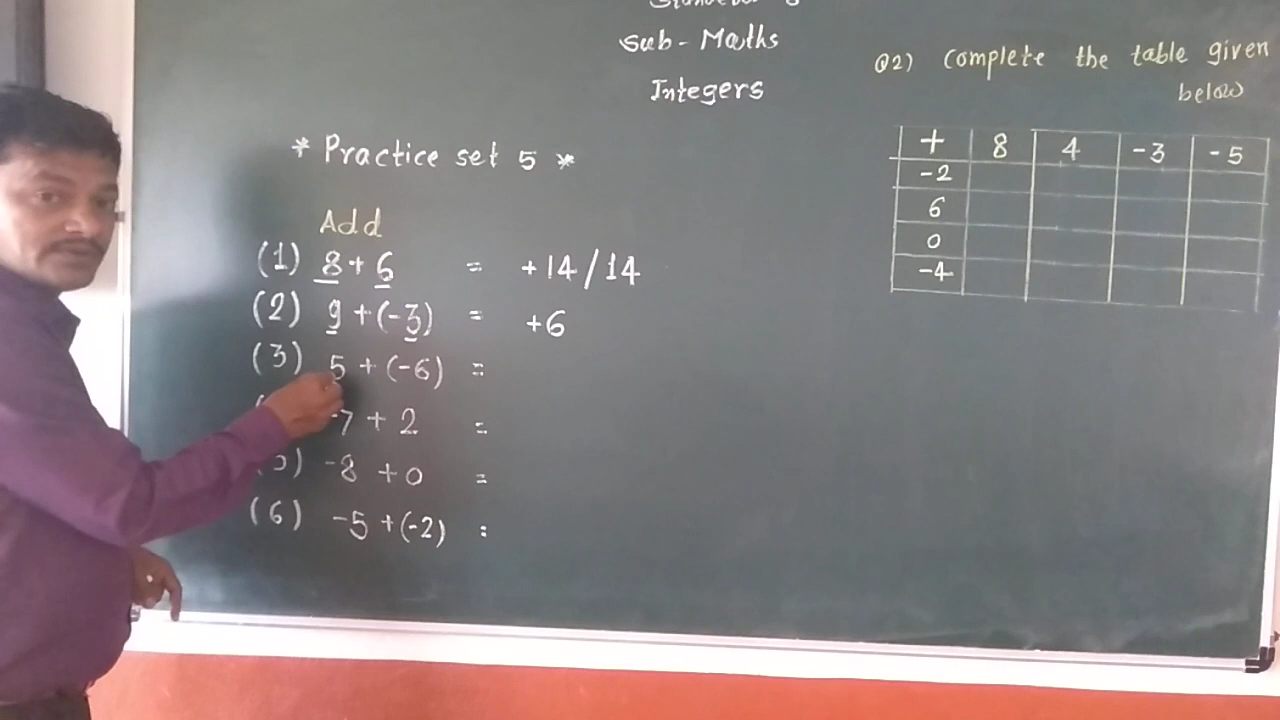 Sub - Maths
Integers
* Practice set 5 *
Add
(1) 8 + 6 = +14/14
(2) 9 + (-3) = +6
(3) 5 + (-6) =
-7 + 2 =
-8 + 0 =
(6) -5 + (-2) =
Q2) Complete the table given
below
+ 8 4 -3 -5
-2
6
0
-4